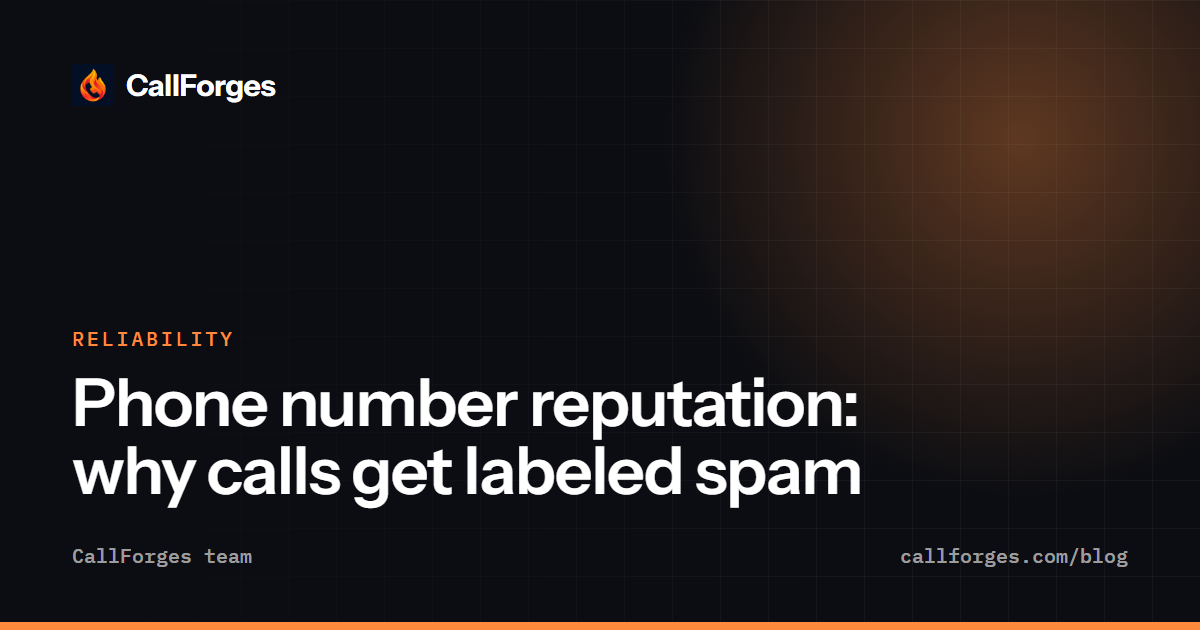 CallForges
RELIABILITY
Phone number reputation:
why calls get labeled spam
CallForges team
callforges.com/blog